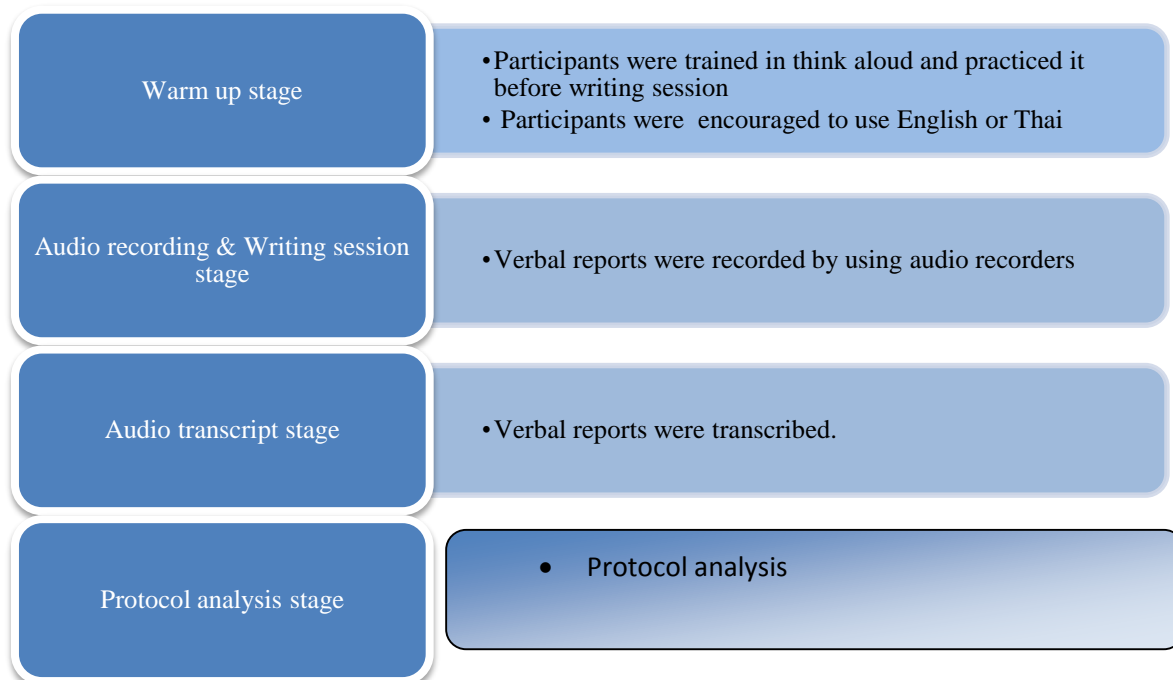 Warm up stage
•Participants were trained in think aloud and practiced it
before writing session
• Participants were encouraged to use English or Thai
Audio recording & Writing session
stage
•Verbal reports were recorded by using audio recorders
Audio transcript stage
•Verbal reports were transcribed.
Protocol analysis stage
• Protocol analysis